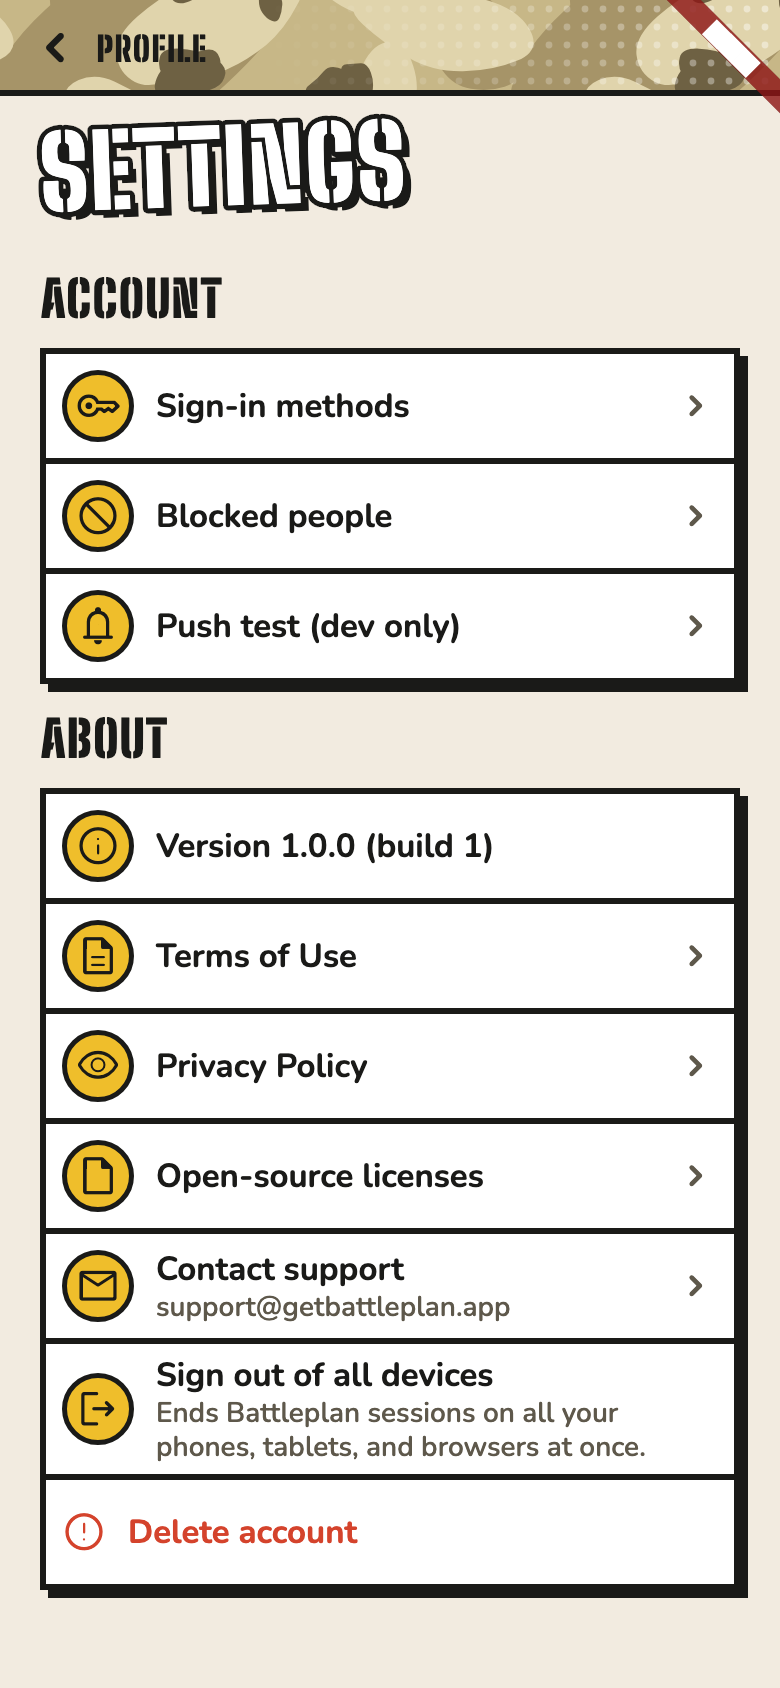 PROFILE
SETTINGS
ACCOUNT
Sign-in methods
Blocked people
Push test (dev only)
ABOUT
Version 1.0.0 (build 1)
Terms of Use
Privacy Policy
Open-source licenses
Contact support
support@getbattleplan.app
Sign out of all devices
Ends Battleplan sessions on all your
phones, tablets, and browsers at once.
Delete account